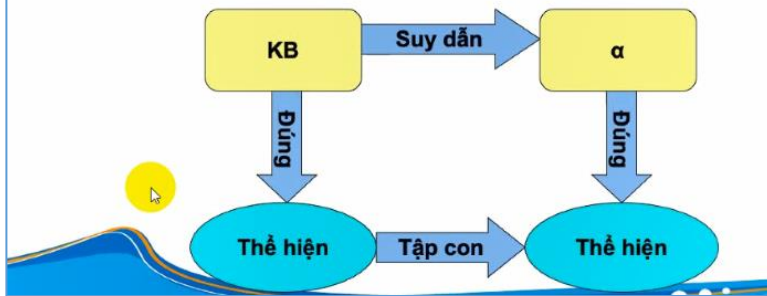 KB
Suy dẫn
α
Đúng
Đúng
Thể hiện
Tập con
Thể hiện